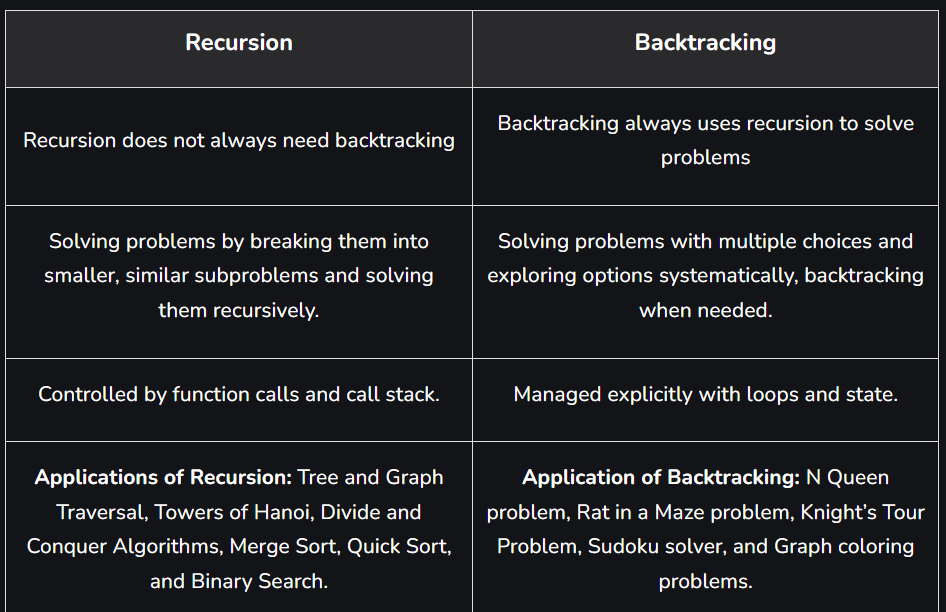 Recursion
Backtracking
Recursion does not always need backtracking
Backtracking always uses recursion to solve
problems
Solving problems by breaking them into
smaller, similar subproblems and solving
them recursively.
Solving problems with multiple choices and
exploring options systematically, backtracking
when needed.
Controlled by function calls and call stack.
Managed explicitly with loops and state.
Applications of Recursion: Tree and Graph
Traversal, Towers of Hanoi, Divide and
Conquer Algorithms, Merge Sort, Quick Sort,
and Binary Search.
Application of Backtracking: N Queen
problem, Rat in a Maze problem, Knight’s Tour
Problem, Sudoku solver, and Graph coloring
problems.